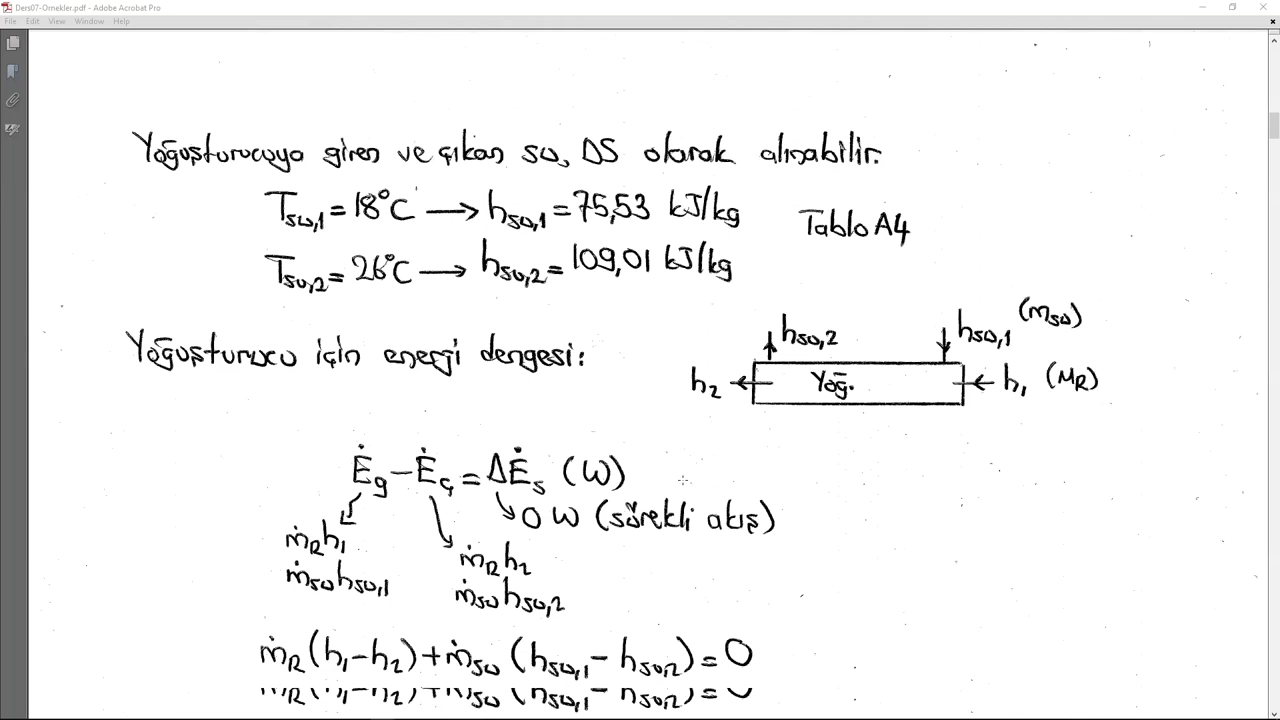 Ders07-Ornekler.pdf - Adobe Acrobat Pro
File Edit View Window Help
Yoğuşturucuya giren ve çıkan su, DS olarak alınabilir.
Tsu,1 = 18°C → hsu,1 = 75,53 kJ/kg Tablo A4
Tsu,2 = 26°C → hsu,2 = 109,01 kJ/kg
Yoğuşturucu için enerji dengesi:
hsu,2 hsu,1 (ṁsu)
h2 Yoğ. h1 (ṁR)
Ėg − Ėç = ΔĖs (W)
0 W (sürekli akış)
ṁRh1 ṁRh2
ṁsuhsu,1 ṁsuhsu,2
ṁR(h1−h2) + ṁsu (hsu,1 − hsu,2) = 0